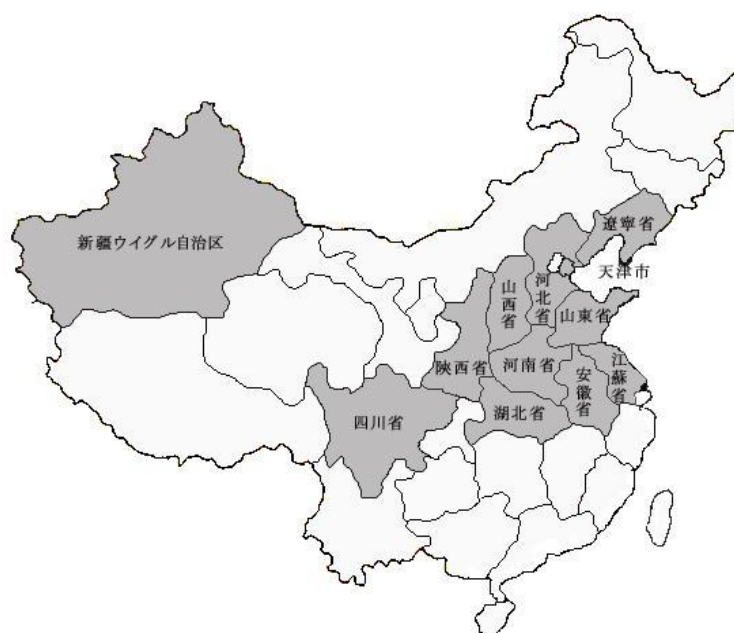 新疆ウイグル自治区
遼寧省
天津市
河北省
山西省
山東省
陝西省
河南省
江蘇省
安徽省
湖北省
四川省